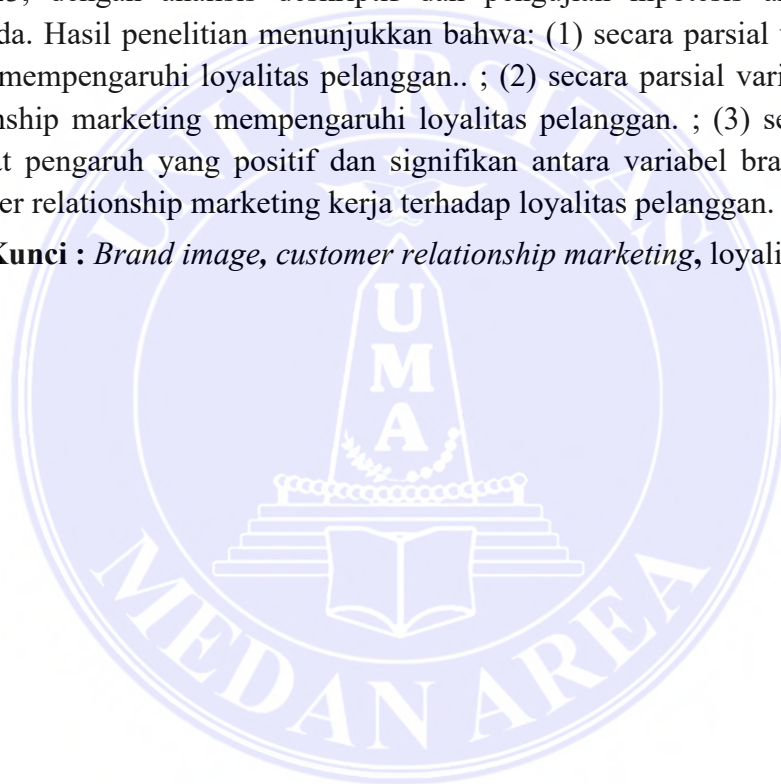 da. Hasil penelitian menunjukkan bahwa: (1) secara parsial
mempengaruhi loyalitas pelanggan.. ; (2) secara parsial vari
nship marketing mempengaruhi loyalitas pelanggan. ; (3) se
at pengaruh yang positif dan signifikan antara variabel bra
er relationship marketing kerja terhadap loyalitas pelanggan.
Kunci : Brand image, customer relationship marketing, loyali
UNIVERSITAS
U
M
A
MEDAN AREA